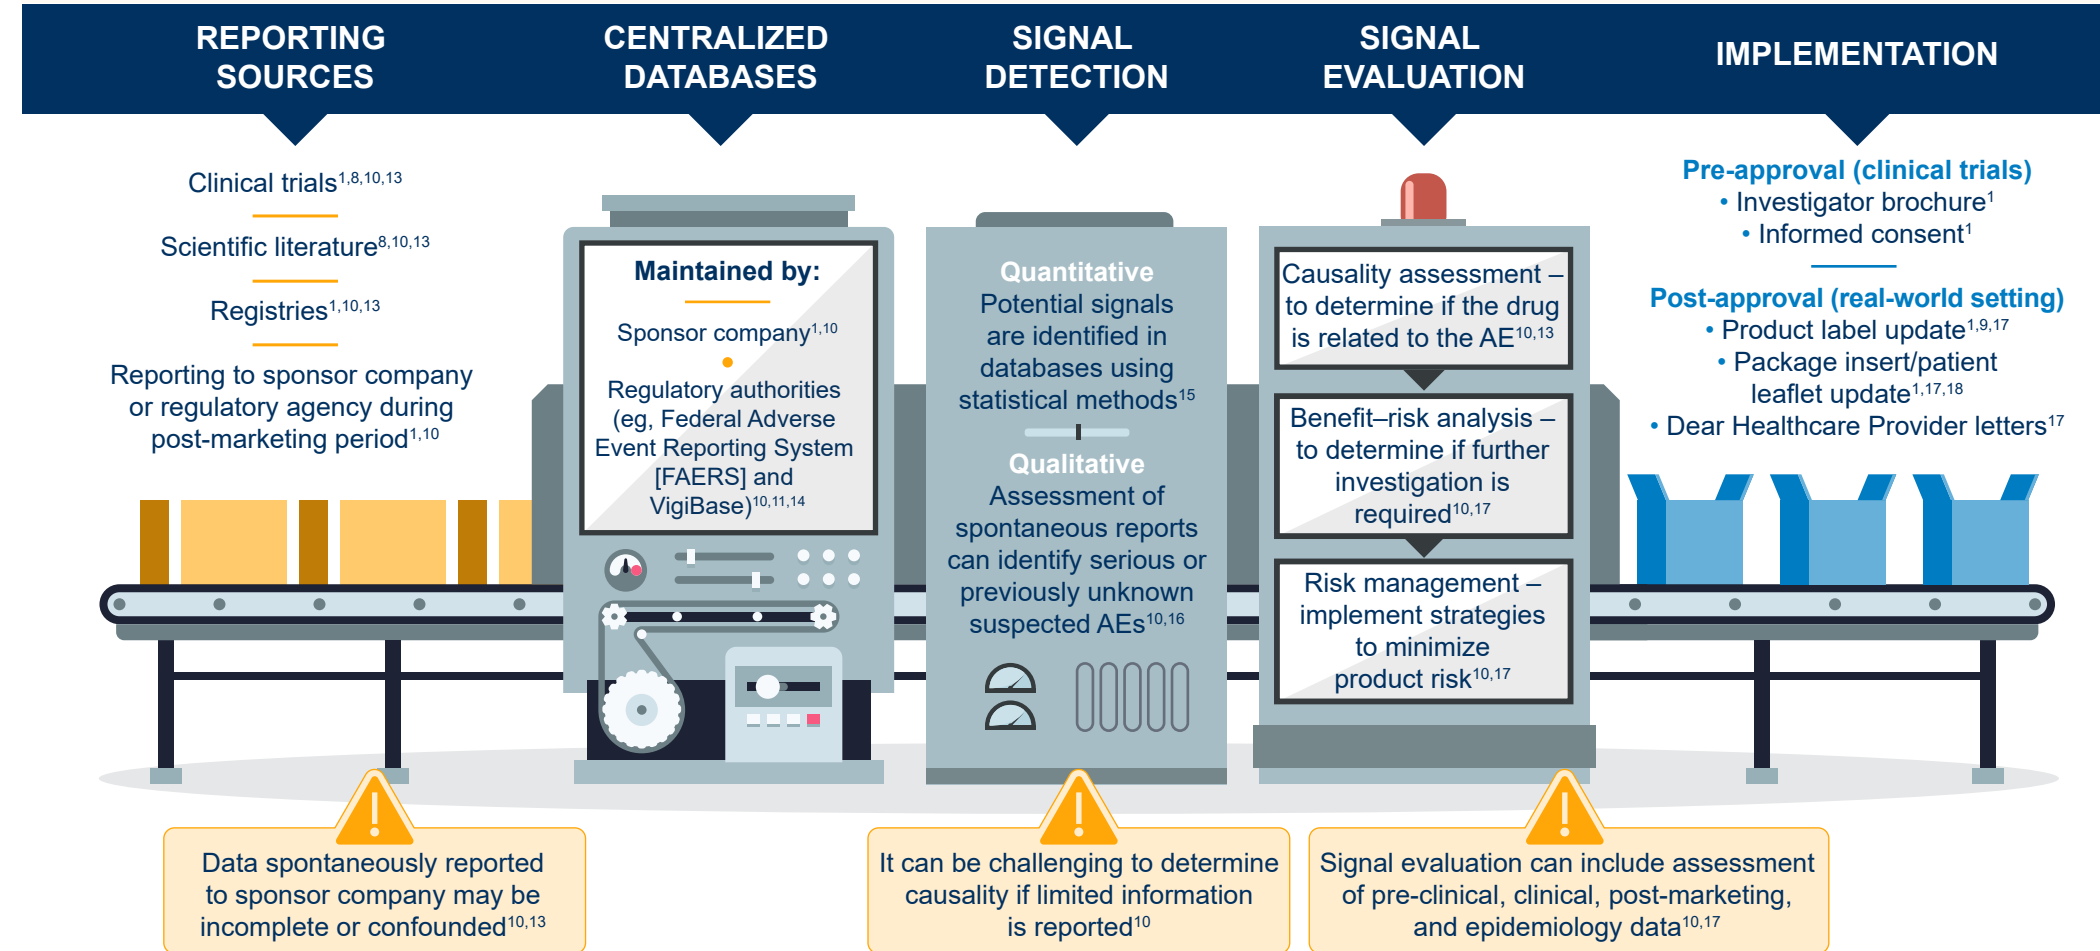 REPORTING
SOURCES
Clinical trials1,8,10,13
Scientific literature8,10,13
Registries1,10,13
Reporting to sponsor company
or regulatory agency during
post-marketing period1,10
Data spontaneously reported
to sponsor company may be
incomplete or confounded10,13
CENTRALIZED
DATABASES
Maintained by:
Sponsor company1,10
Regulatory authorities
(eg, Federal Adverse
Event Reporting System
[FAERS] and
VigiBase)10,11,14
SIGNAL
DETECTION
Quantitative
Potential signals
are identified in
databases using
statistical methods15
Qualitative
Assessment of
spontaneous reports
can identify serious or
previously unknown
suspected AEs10,16
It can be challenging to determine
causality if limited information
is reported10
SIGNAL
EVALUATION
Causality assessment –
to determine if the drug
is related to the AE10,13
Benefit–risk analysis –
to determine if further
investigation is
required10,17
Risk management –
implement strategies
to minimize
product risk10,17
Signal evaluation can include assessment
of pre-clinical, clinical, post-marketing,
and epidemiology data10,17
IMPLEMENTATION
Pre-approval (clinical trials)
• Investigator brochure1
• Informed consent1
Post-approval (real-world setting)
• Product label update1,9,17
• Package insert/patient
leaflet update1,17,18
• Dear Healthcare Provider letters17